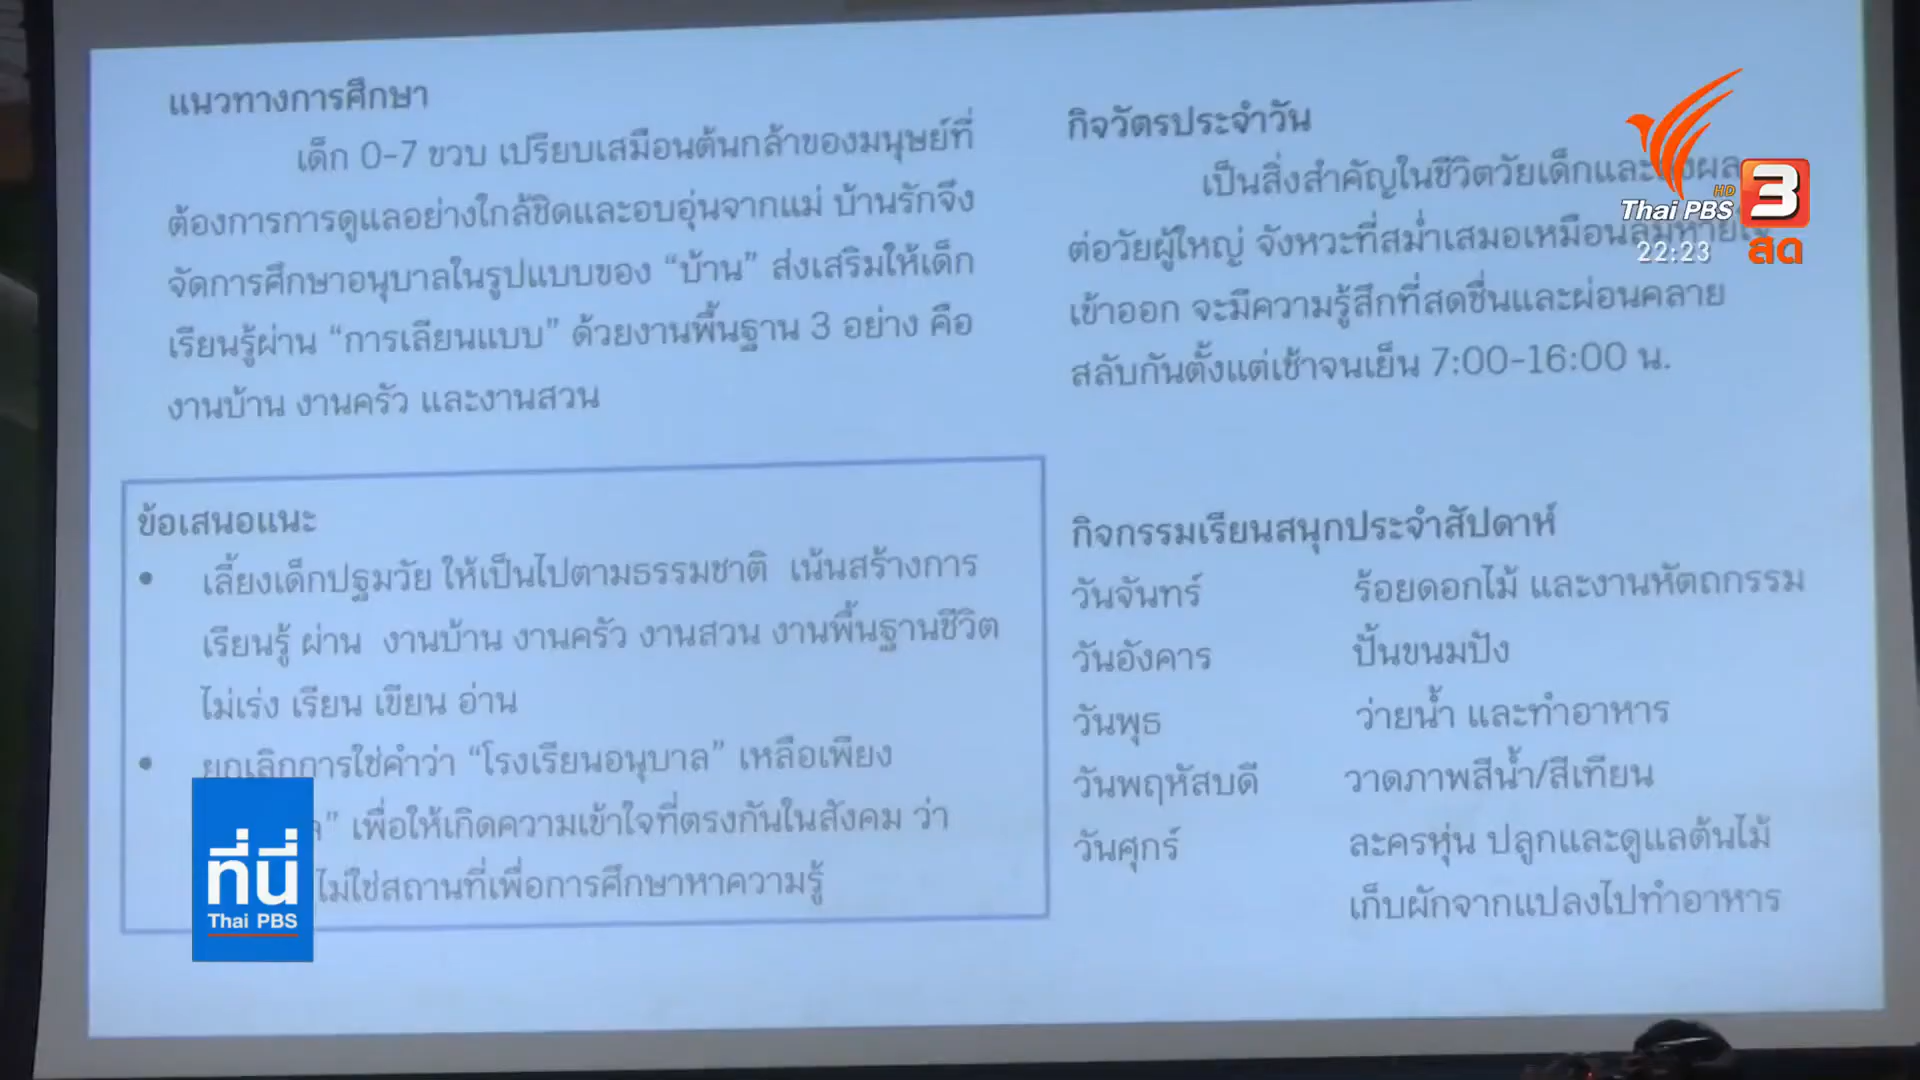 แนวทางการศึกษา
เด็ก 0-7 ขวบ เปรียบเสมือนต้นกล้าของมนุษย์ที่
ต้องการการดูแลอย่างใกล้ชิดและอบอุ่นจากแม่ บ้านรักจึง
จัดการศึกษาอนุบาลในรูปแบบของ “บ้าน” ส่งเสริมให้เด็ก
เรียนรู้ผ่าน “การเลียนแบบ” ด้วยงานพื้นฐาน 3 อย่าง คือ
งานบ้าน งานครัว และงานสวน
ข้อเสนอแนะ
• เลี้ยงเด็กปฐมวัย ให้เป็นไปตามธรรมชาติ เน้นสร้างการ
เรียนรู้ ผ่าน งานบ้าน งานครัว งานสวน งานพื้นฐานชีวิต
ไม่เร่ง เรียน เขียน อ่าน
• ยกเลิกการใช้คำว่า “โรงเรียนอนุบาล” เหลือเพียง
ล” เพื่อให้เกิดความเข้าใจที่ตรงกันในสังคม ว่า
ไม่ใช่สถานที่เพื่อการศึกษาหาความรู้
กิจวัตรประจำวัน
เป็นสิ่งสำคัญในชีวิตวัยเด็กและส่งผล
ต่อวัยผู้ใหญ่ จังหวะที่สม่ำเสมอเหมือนลมหายใจ
เข้าออก จะมีความรู้สึกที่สดชื่นและผ่อนคลาย
สลับกันตั้งแต่เช้าจนเย็น 7:00-16:00 น.
กิจกรรมเรียนสนุกประจำสัปดาห์
วันจันทร์ ร้อยดอกไม้ และงานหัตถกรรม
วันอังคาร ปั้นขนมปัง
วันพุธ ว่ายน้ำ และทำอาหาร
วันพฤหัสบดี วาดภาพสีน้ำ/สีเทียน
วันศุกร์ ละครหุ่น ปลูกและดูแลต้นไม้
เก็บผักจากแปลงไปทำอาหาร
Thai PBS HD 3
22:23 สด
ที่นี่
Thai PBS